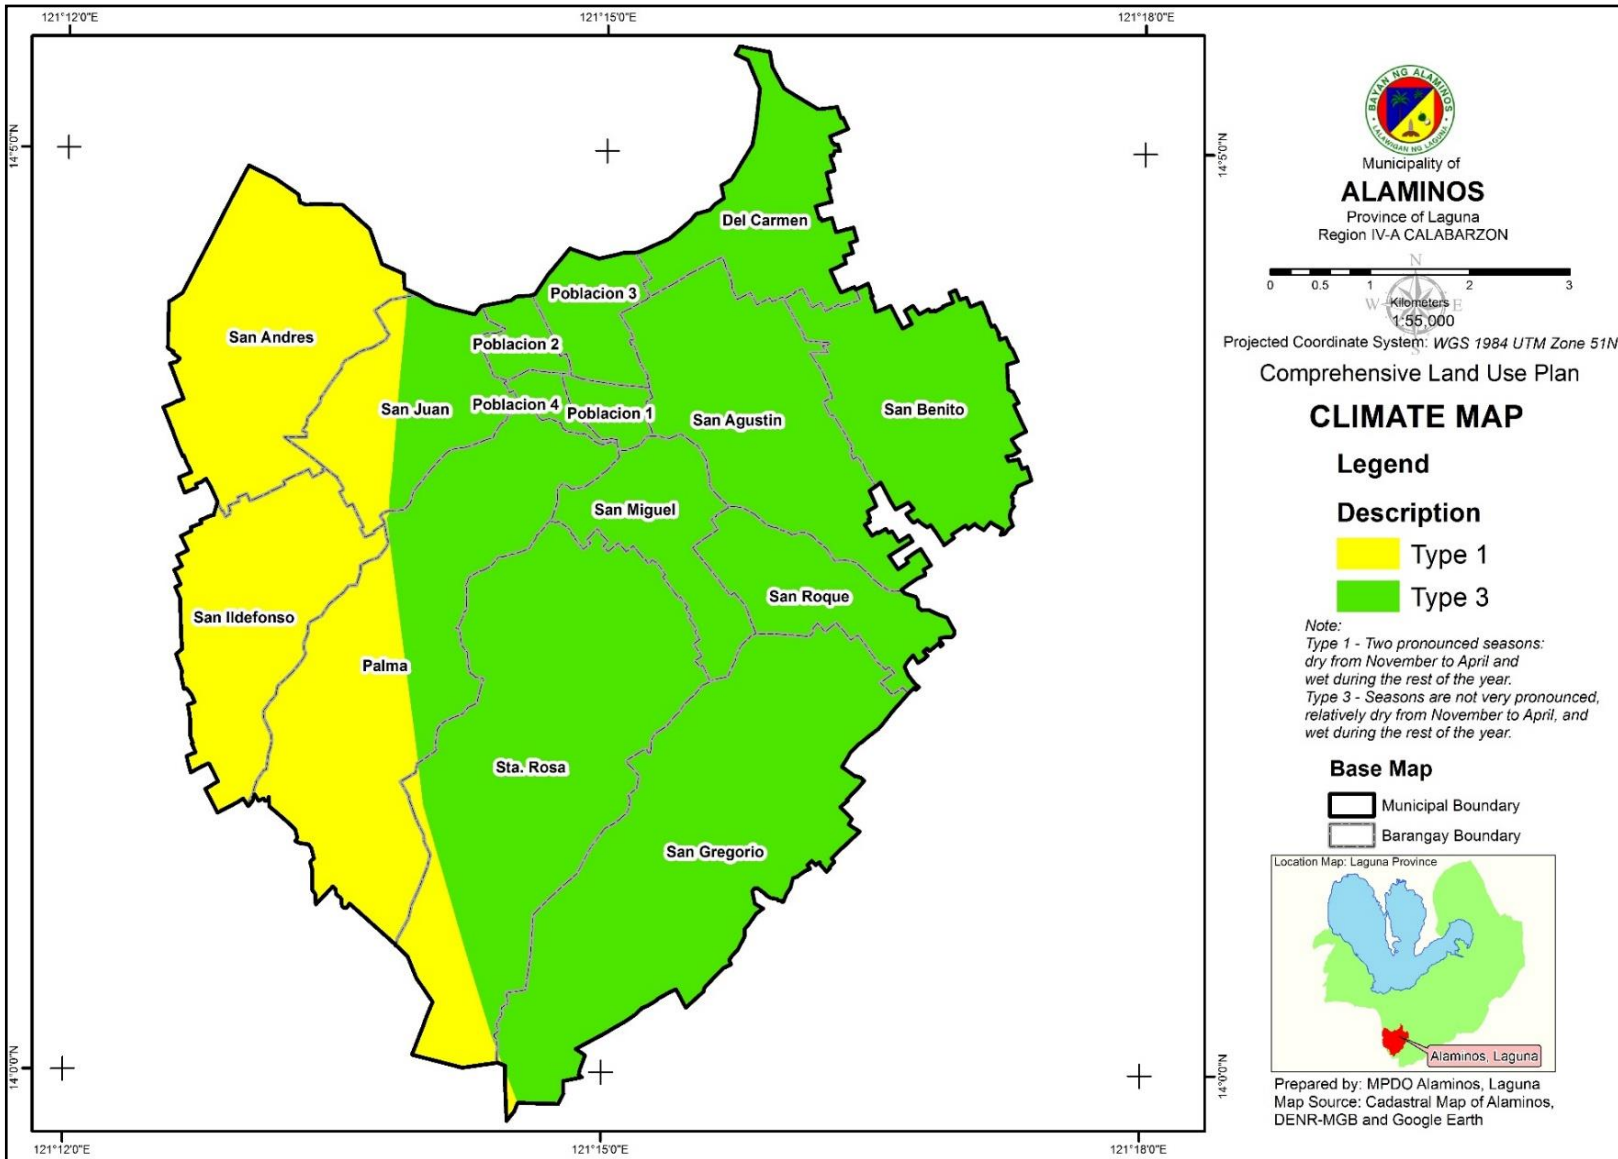 121°12'0"E
121°15'0"E
121°18'0"E
14°5'0"N
14°5'0"N
Del Carmen
Poblacion 3
San Andres
Poblacion 2
San Juan
Poblacion 4
Poblacion 1
San Agustin
San Benito
San Miguel
San Roque
San Ildefonso
Palma
Sta. Rosa
San Gregorio
14°0'0"N
14°0'0"N
121°12'0"E
121°15'0"E
121°18'0"E
BAYAN NG ALAMINOS
LALAWIGAN NG LAGUNA
Municipality of
ALAMINOS
Province of Laguna
Region IV-A CALABARZON
N
0 0.5 1 2 3
W Kilometers E
1:55,000
S
Projected Coordinate System: WGS 1984 UTM Zone 51N
Comprehensive Land Use Plan
CLIMATE MAP
Legend
Description
Type 1
Type 3
Note:
Type 1 - Two pronounced seasons:
dry from November to April and
wet during the rest of the year.
Type 3 - Seasons are not very pronounced,
relatively dry from November to April, and
wet during the rest of the year.
Base Map
Municipal Boundary
Barangay Boundary
Location Map: Laguna Province
Alaminos, Laguna
Prepared by: MPDO Alaminos, Laguna
Map Source: Cadastral Map of Alaminos,
DENR-MGB and Google Earth